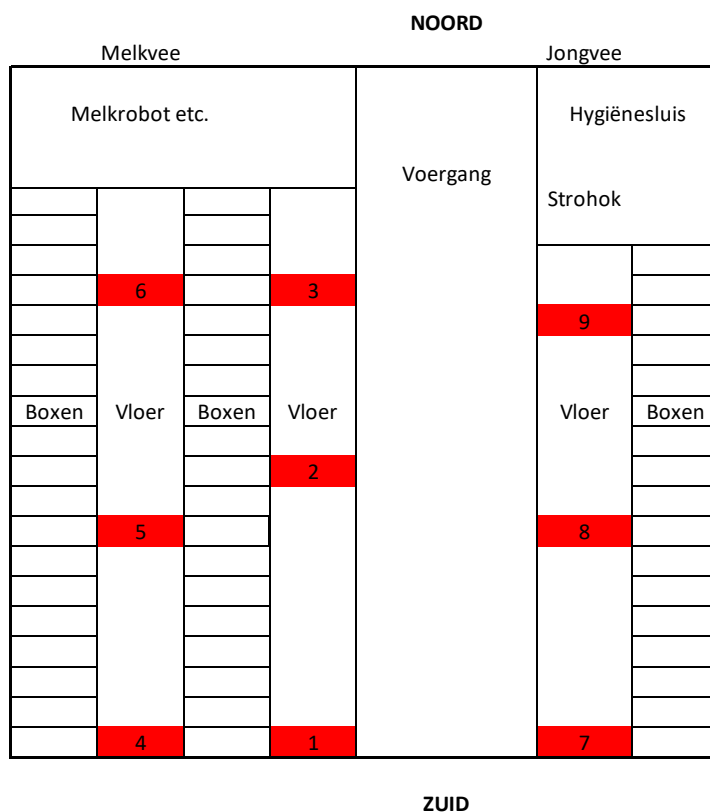 NOORD
Melkvee Jongvee
Melkrobot etc. Hygiënesluis
Voergang
Strohok
6 3
9
Boxen Vloer Boxen Vloer Vloer Boxen
2
5 8
4 1 7
ZUID